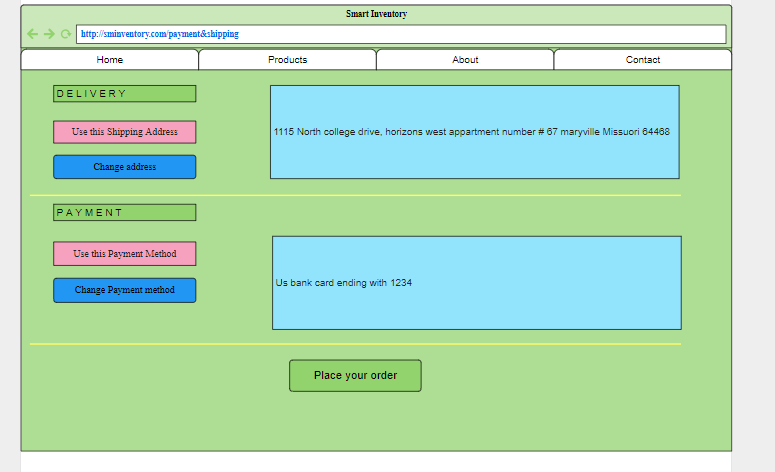 Smart Inventory
http://sminventory.com/payment&shipping
Home Products About Contact
DELIVERY
Use this Shipping Address
1115 North college drive, horizons west appartment number # 67 maryville Missuori 64468
Change address
PAYMENT
Use this Payment Method
Us bank card ending with 1234
Change Payment method
Place your order